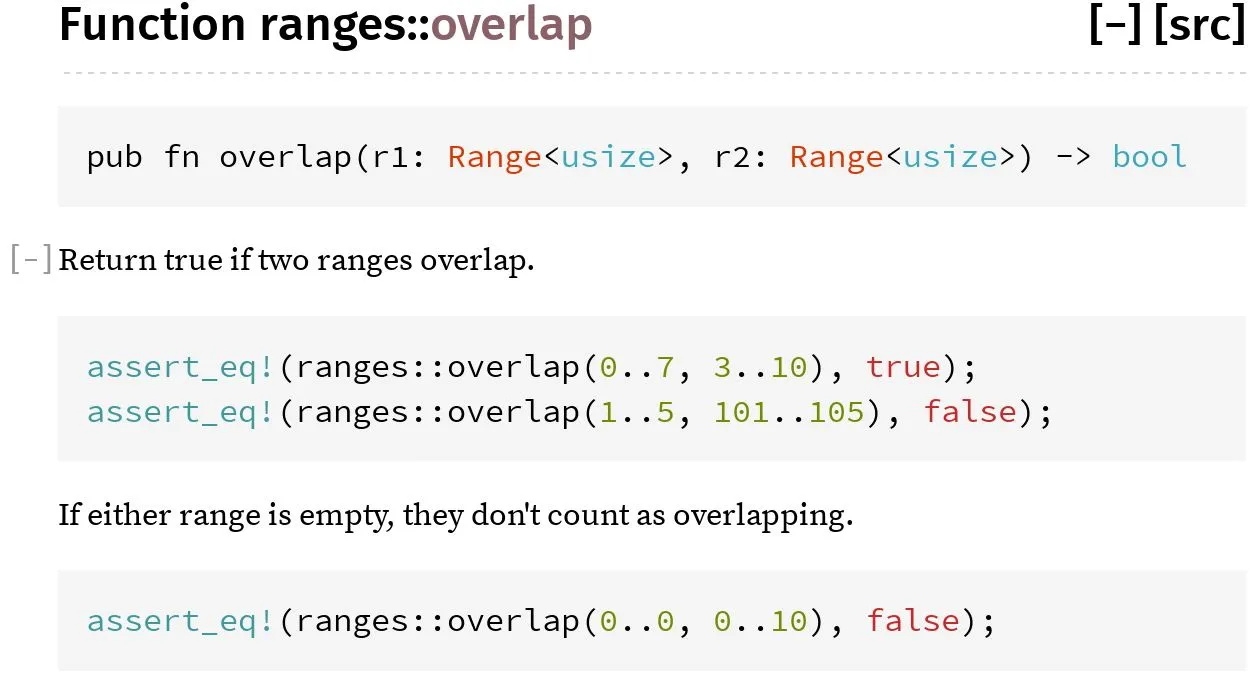 Function ranges::overlap [−] [src]
pub fn overlap(r1: Range<usize>, r2: Range<usize>) -> bool
[−] Return true if two ranges overlap.
assert_eq!(ranges::overlap(0..7, 3..10), true);
assert_eq!(ranges::overlap(1..5, 101..105), false);
If either range is empty, they don't count as overlapping.
assert_eq!(ranges::overlap(0..0, 0..10), false);